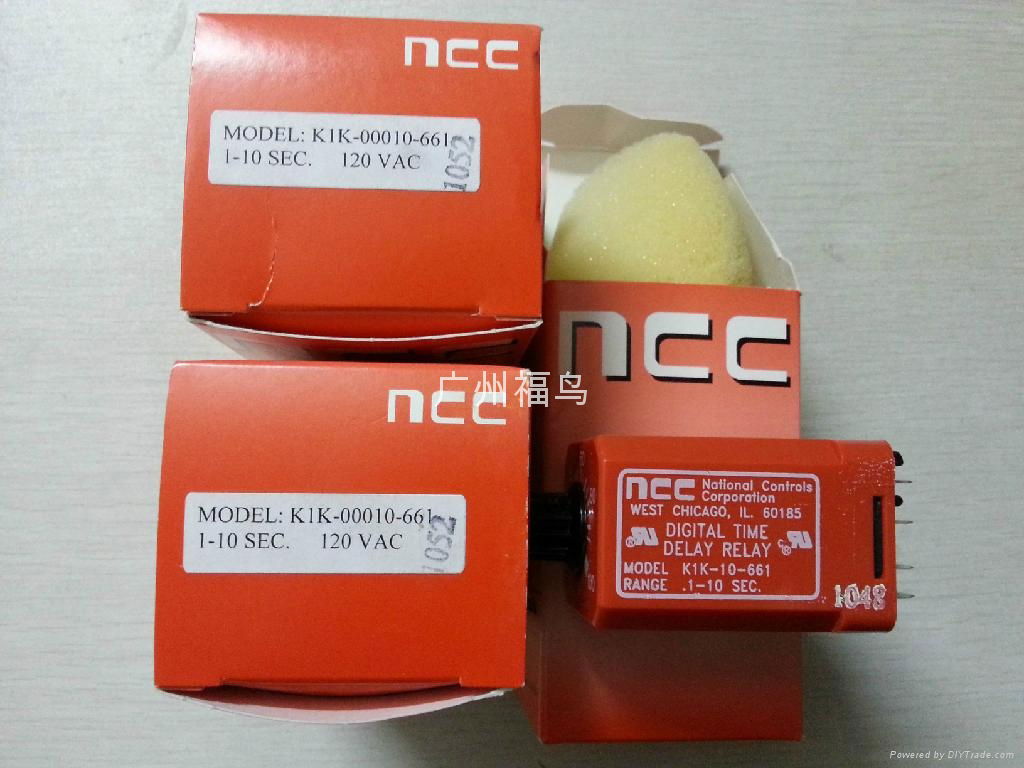 ncc
MODEL: K1K-00010-661
1-10 SEC. 120 VAC
1052
ncc
广州福鸟
ncc
MODEL: K1K-00010-661
1-10 SEC. 120 VAC
1052
ncc National Controls
Corporation
WEST CHICAGO, IL. 60185
DIGITAL TIME
DELAY RELAY
MODEL K1K-10-661
RANGE .1-10 SEC.
1048
Powered by DIYTrade.com